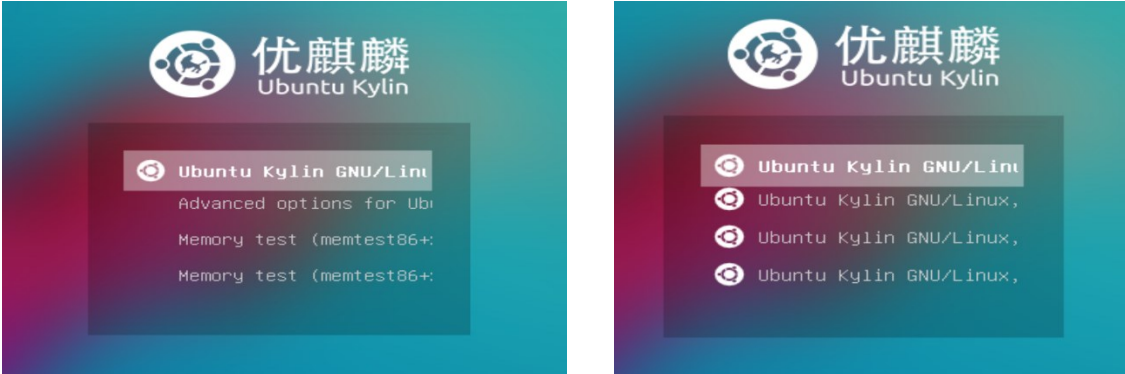 优麒麟
Ubuntu Kylin
Ubuntu Kylin GNU/Linu
Advanced options for Ubu
Memory test (memtest86+
Memory test (memtest86+
优麒麟
Ubuntu Kylin
Ubuntu Kylin GNU/Linu
Ubuntu Kylin GNU/Linux,
Ubuntu Kylin GNU/Linux,
Ubuntu Kylin GNU/Linux,